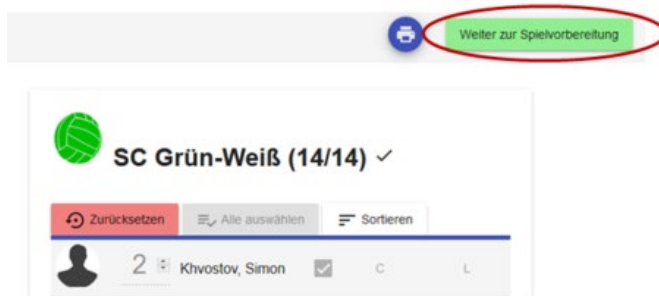 Weiter zur Spielvorbereitung
SC Grün-Weiß (14/14)
Zurücksetzen Alle auswählen Sortieren
2 Khvostov, Simon C L